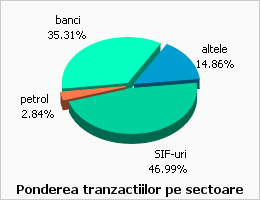 banci
35.31%
altele
14.86%
petrol
2.84%
SIF-uri
46.99%
Ponderea tranzactiilor pe sectoare